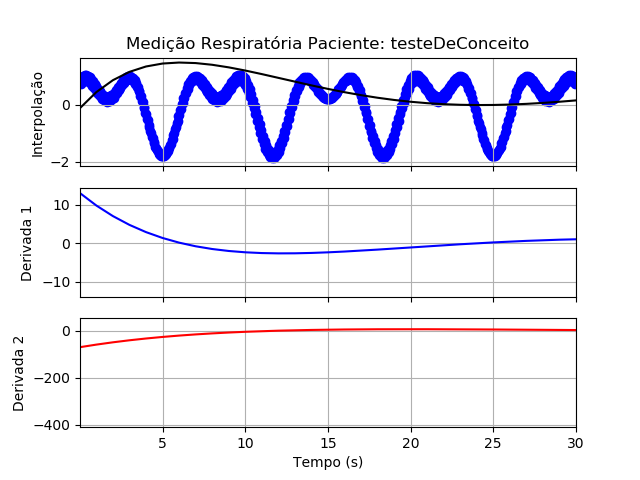 Medição Respiratória Paciente: testeDeConceito
Interpolação
0
−2
Derivada 1
10
0
−10
Derivada 2
0
−200
−400
5
10
15
20
25
30
Tempo (s)